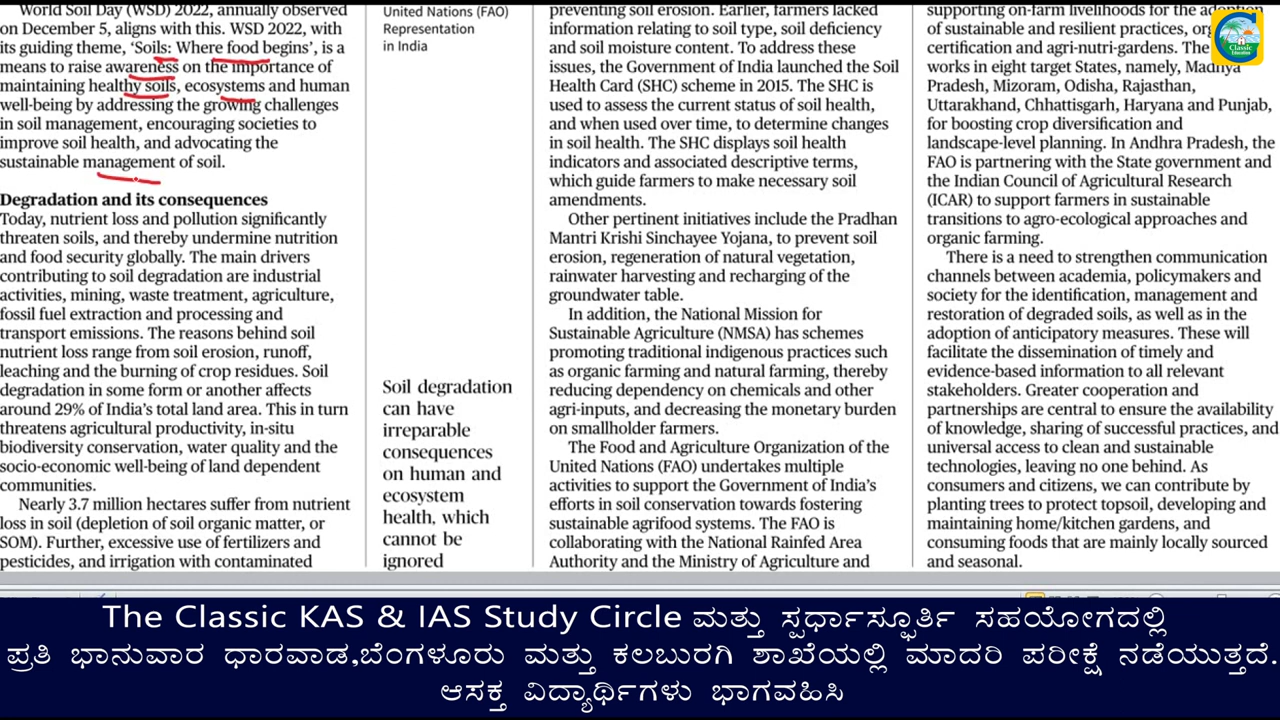 World Soil Day (WSD) 2022, annually observed
on December 5, aligns with this. WSD 2022, with
its guiding theme, ‘Soils: Where food begins’, is a
means to raise awareness on the importance of
maintaining healthy soils, ecosystems and human
well-being by addressing the growing challenges
in soil management, encouraging societies to
improve soil health, and advocating the
sustainable management of soil.
Degradation and its consequences
Today, nutrient loss and pollution significantly
threaten soils, and thereby undermine nutrition
and food security globally. The main drivers
contributing to soil degradation are industrial
activities, mining, waste treatment, agriculture,
fossil fuel extraction and processing and
transport emissions. The reasons behind soil
nutrient loss range from soil erosion, runoff,
leaching and the burning of crop residues. Soil
degradation in some form or another affects
around 29% of India’s total land area. This in turn
threatens agricultural productivity, in-situ
biodiversity conservation, water quality and the
socio-economic well-being of land dependent
communities.
Nearly 3.7 million hectares suffer from nutrient
loss in soil (depletion of soil organic matter, or
SOM). Further, excessive use of fertilizers and
pesticides, and irrigation with contaminated
United Nations (FAO)
Representation
in India
Soil degradation
can have
irreparable
consequences
on human and
ecosystem
health, which
cannot be
ignored
preventing soil erosion. Earlier, farmers lacked
information relating to soil type, soil deficiency
and soil moisture content. To address these
issues, the Government of India launched the Soil
Health Card (SHC) scheme in 2015. The SHC is
used to assess the current status of soil health,
and when used over time, to determine changes
in soil health. The SHC displays soil health
indicators and associated descriptive terms,
which guide farmers to make necessary soil
amendments.
Other pertinent initiatives include the Pradhan
Mantri Krishi Sinchayee Yojana, to prevent soil
erosion, regeneration of natural vegetation,
rainwater harvesting and recharging of the
groundwater table.
In addition, the National Mission for
Sustainable Agriculture (NMSA) has schemes
promoting traditional indigenous practices such
as organic farming and natural farming, thereby
reducing dependency on chemicals and other
agri-inputs, and decreasing the monetary burden
on smallholder farmers.
The Food and Agriculture Organization of the
United Nations (FAO) undertakes multiple
activities to support the Government of India’s
efforts in soil conservation towards fostering
sustainable agrifood systems. The FAO is
collaborating with the National Rainfed Area
Authority and the Ministry of Agriculture and
supporting on-farm livelihoods for the adoption
of sustainable and resilient practices,
certification and agri-nutri-gardens. The
works in eight target States, namely, Madhya
Pradesh, Mizoram, Odisha, Rajasthan,
Uttarakhand, Chhattisgarh, Haryana and Punjab,
for boosting crop diversification and
landscape-level planning. In Andhra Pradesh, the
FAO is partnering with the State government and
the Indian Council of Agricultural Research
(ICAR) to support farmers in sustainable
transitions to agro-ecological approaches and
organic farming.
There is a need to strengthen communication
channels between academia, policymakers and
society for the identification, management and
restoration of degraded soils, as well as in the
adoption of anticipatory measures. These will
facilitate the dissemination of timely and
evidence-based information to all relevant
stakeholders. Greater cooperation and
partnerships are central to ensure the availability
of knowledge, sharing of successful practices, and
universal access to clean and sustainable
technologies, leaving no one behind. As
consumers and citizens, we can contribute by
planting trees to protect topsoil, developing and
maintaining home/kitchen gardens, and
consuming foods that are mainly locally sourced
and seasonal.
Classic
Education
The Classic KAS & IAS Study Circle ಮತ್ತು ಸ್ಪರ್ಧಾಸ್ಫೂರ್ತಿ ಸಹಯೋಗದಲ್ಲಿ
ಪ್ರತಿ ಭಾನುವಾರ ಧಾರವಾಡ,ಬೆಂಗಳೂರು ಮತ್ತು ಕಲಬುರಗಿ ಶಾಖೆಯಲ್ಲಿ ಮಾದರಿ ಪರೀಕ್ಷೆ ನಡೆಯುತ್ತದೆ.
ಆಸಕ್ತ ವಿದ್ಯಾರ್ಥಿಗಳು ಭಾಗವಹಿಸಿ